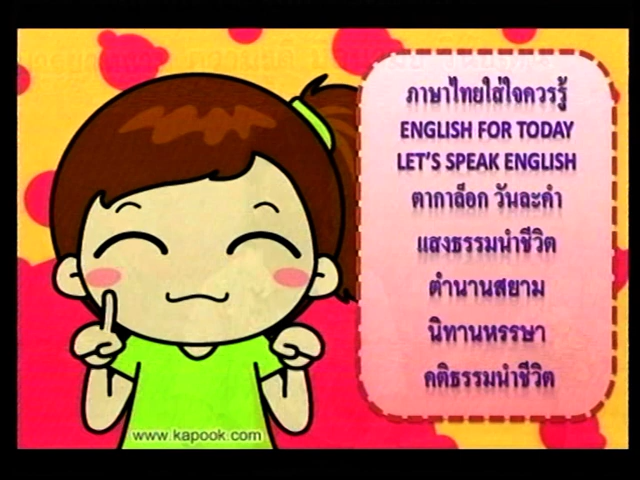 ภาษาไทยใส่ใจควรรู้
ENGLISH FOR TODAY
LET'S SPEAK ENGLISH
ตากาล็อก วันละคำ
แสงธรรมนำชีวิต
ตำนานสยาม
นิทานหรรษา
คติธรรมนำชีวิต
www.kapook.com